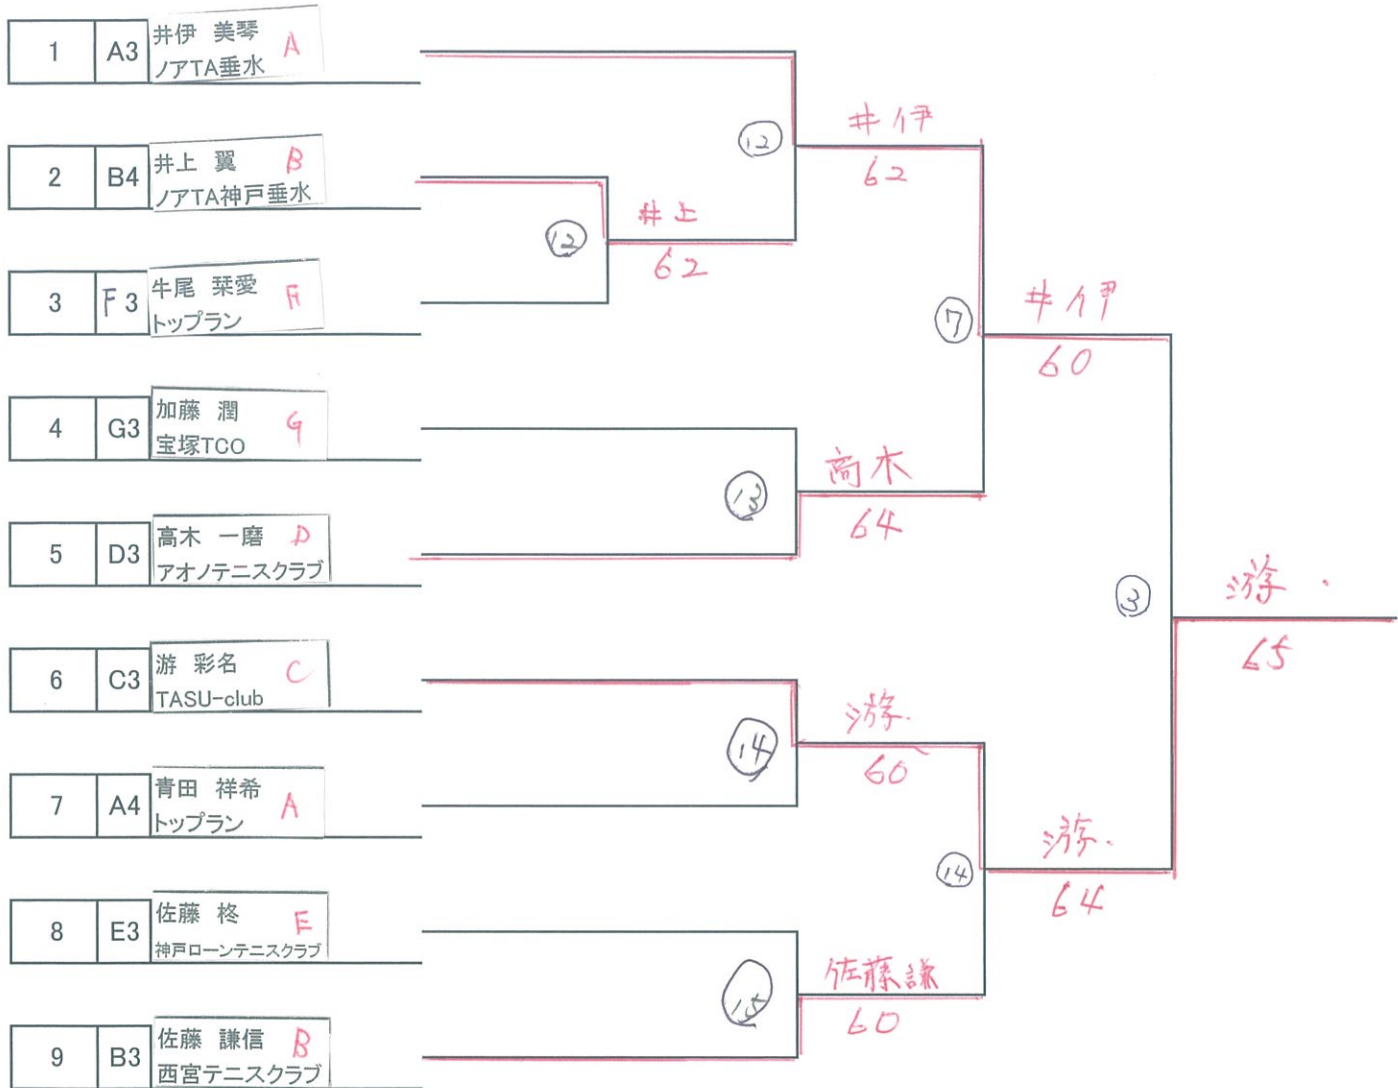 1 A3 井伊 美琴 A
ノアTA垂水
2 B4 井上 翼 B
ノアTA神戸垂水
3 F3 牛尾 栞愛 F
トップラン
4 G3 加藤 潤 G
宝塚TCO
5 D3 高木 一磨 D
アオノテニスクラブ
6 C3 游 彩名 C
TASU-club
7 A4 青田 祥希 A
トップラン
8 E3 佐藤 柊 E
神戸ローンテニスクラブ
9 B3 佐藤 謙信 B
西宮テニスクラブ
⑫
井上
62
⑫
井伊
62
⑬
高木
64
⑦
井伊
60
⑭
游
60
⑮
佐藤謙
60
⑭
游
64
③
游
65